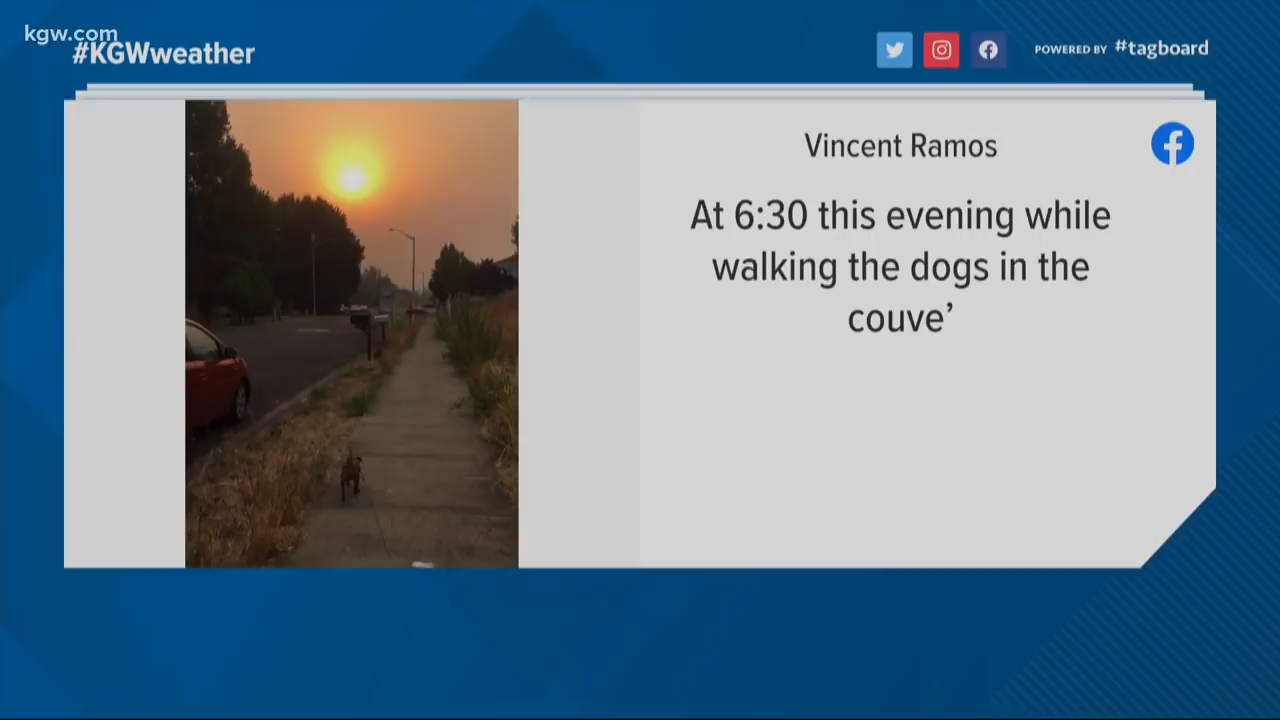 kgw.com
#KGWweather
POWERED BY #tagboard
Vincent Ramos
At 6:30 this evening while
walking the dogs in the
couve’